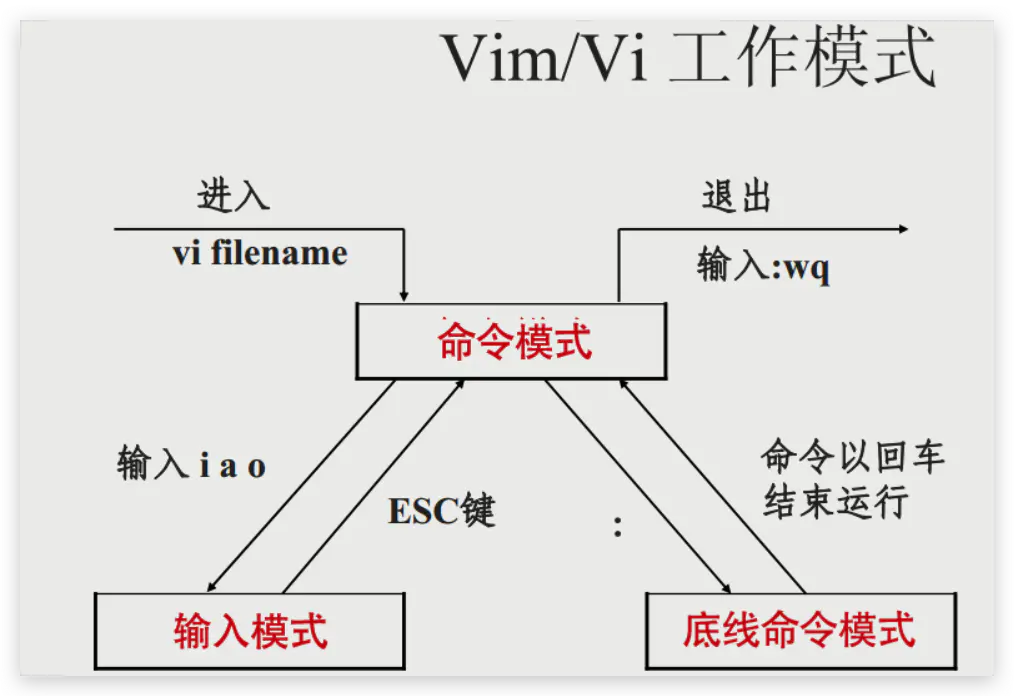 Vim/Vi 工作模式
进入
vi filename
退出
输入:wq
命令模式
输入 i a o
ESC键
:
命令以回车
结束运行
输入模式
底线命令模式